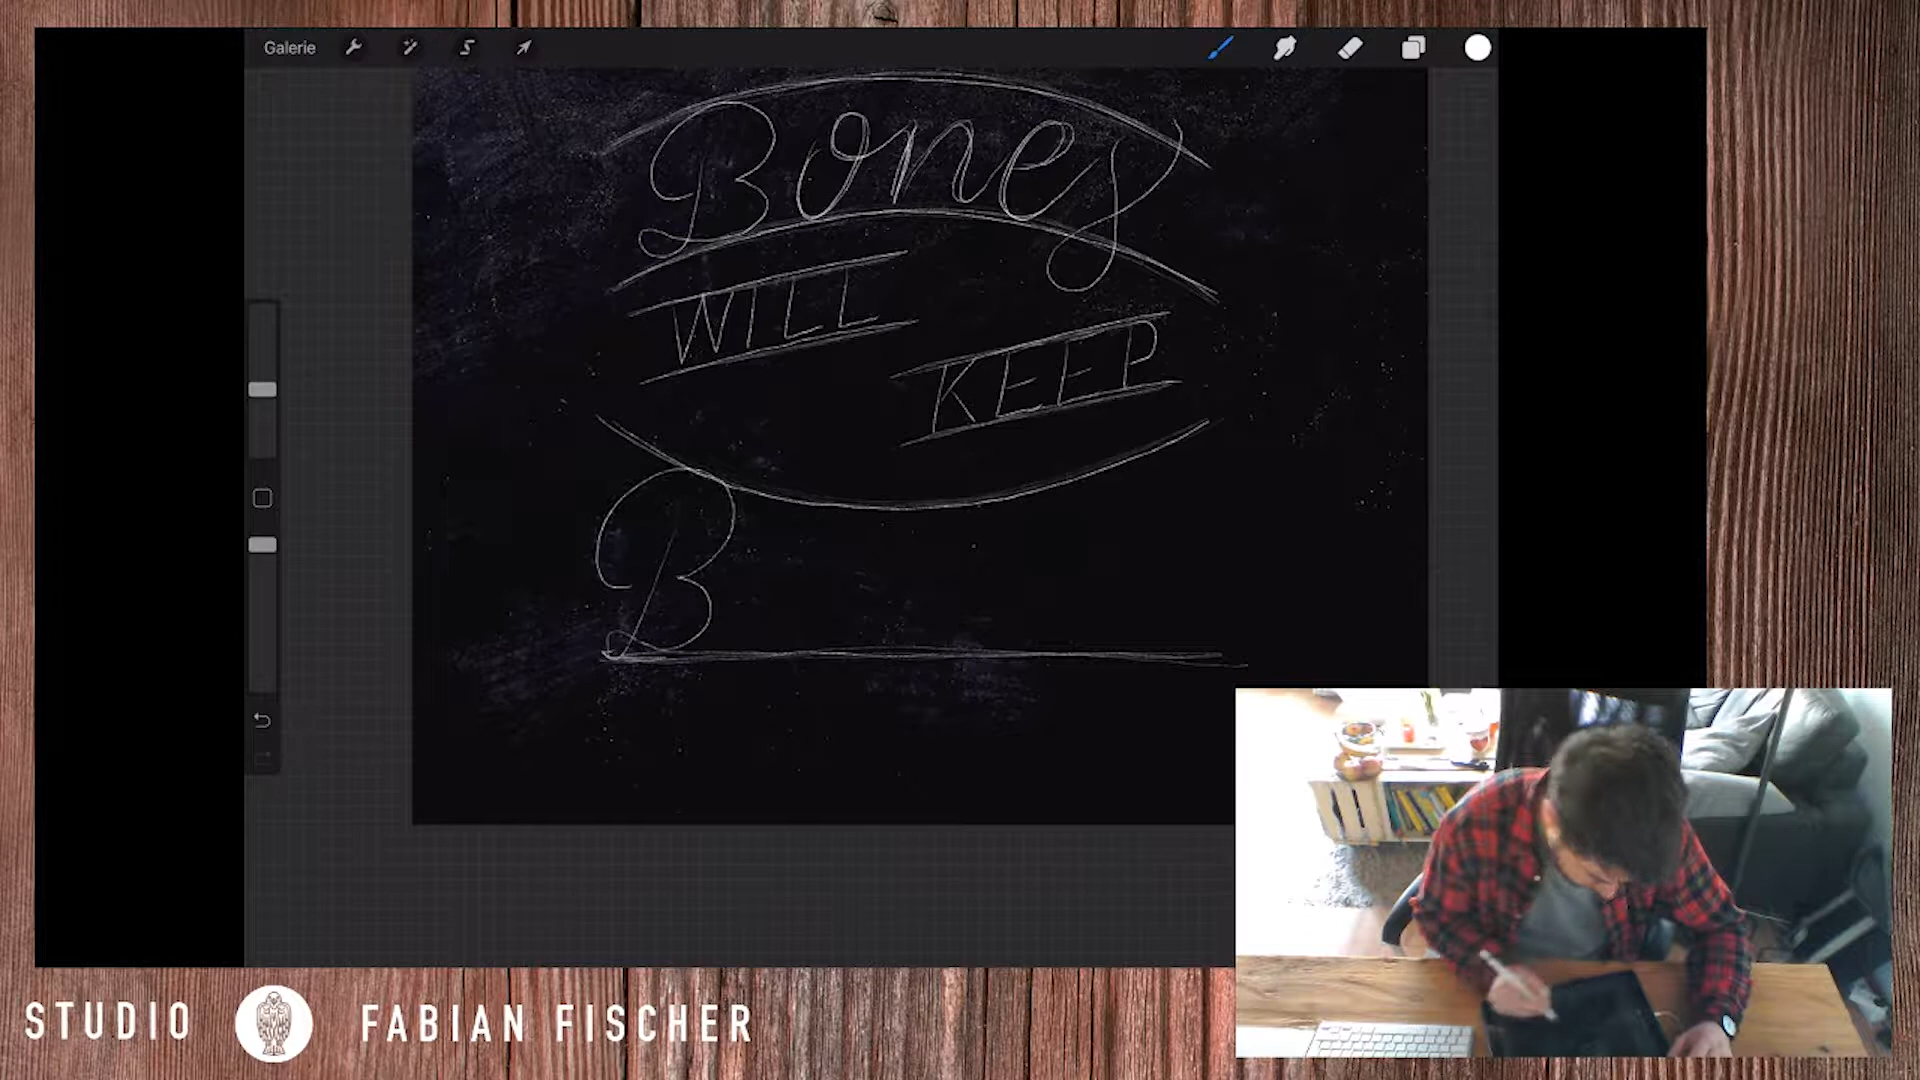 Galerie
Bones
WILL
KEEP
B
STUDIO FABIAN FISCHER